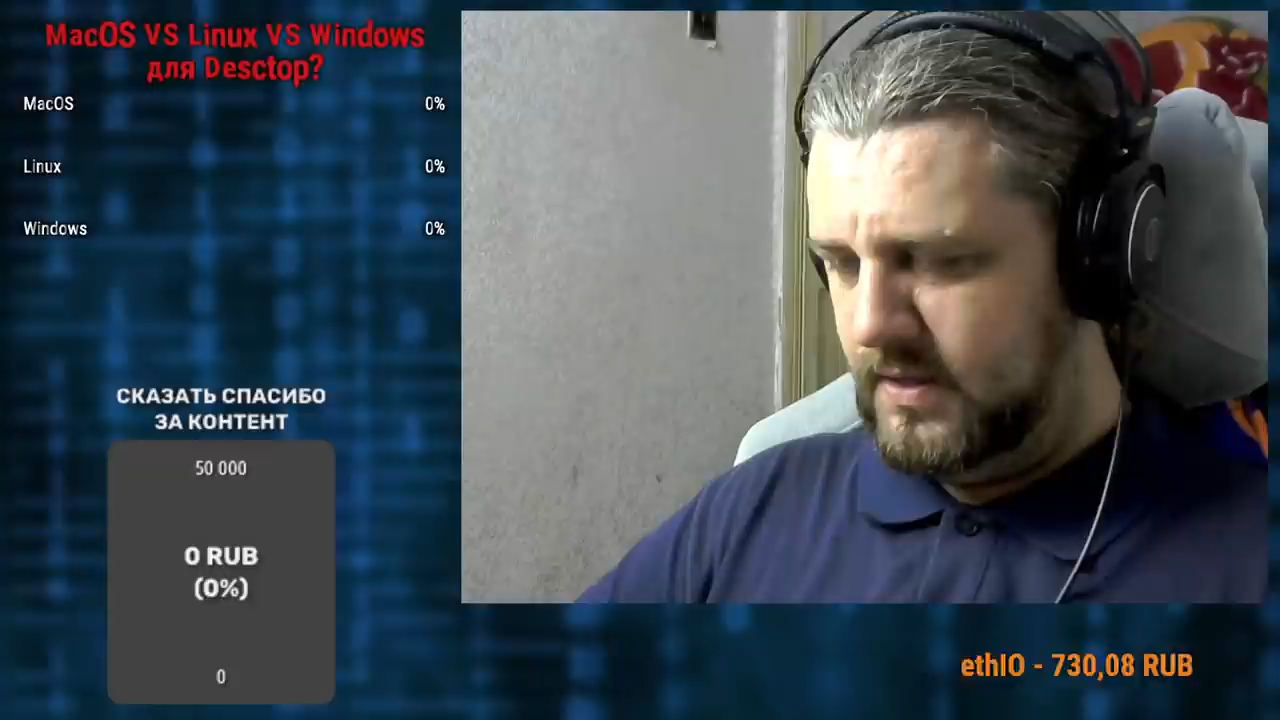 MacOS VS Linux VS Windows
для Desctop?
MacOS 0%
Linux 0%
Windows 0%
СКАЗАТЬ СПАСИБО
ЗА КОНТЕНТ
50 000
0 RUB
(0%)
0
ethIO - 730,08 RUB